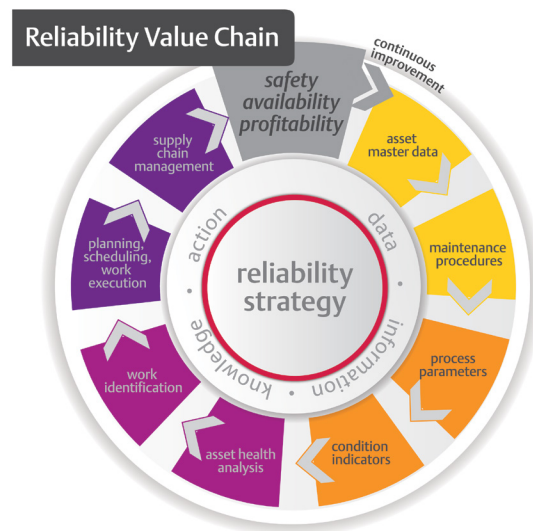 Reliability Value Chain
continuous
improvement
safety
availability
profitability
asset
master data
maintenance
procedures
process
parameters
condition
indicators
asset health
analysis
work
identification
planning,
scheduling, work
execution
supply
chain
management
data • information • knowledge • action
reliability
strategy